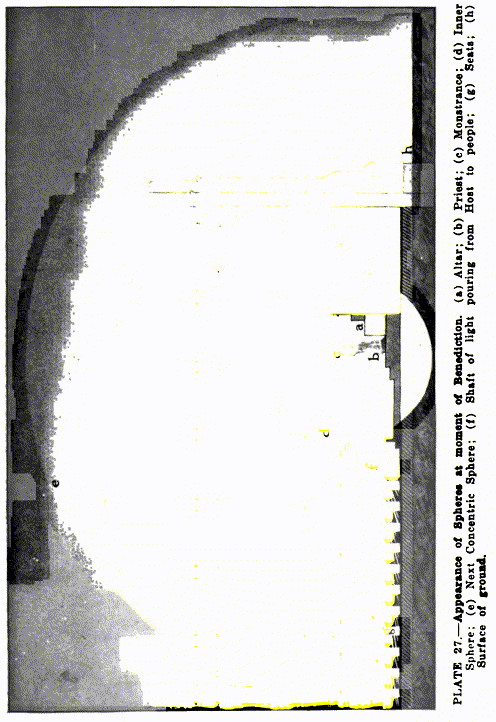 PLATE 27.—Appearance of Spheres at moment of Benediction. (a) Altar; (b) Priest; (c) Monstrance; (d) Inner
Sphere; (e) Next Concentric Sphere; (f) Shaft of light pouring from Host to people; (g) Seats; (h)
Surface of ground.
h
a
b
c
d
f
e
g